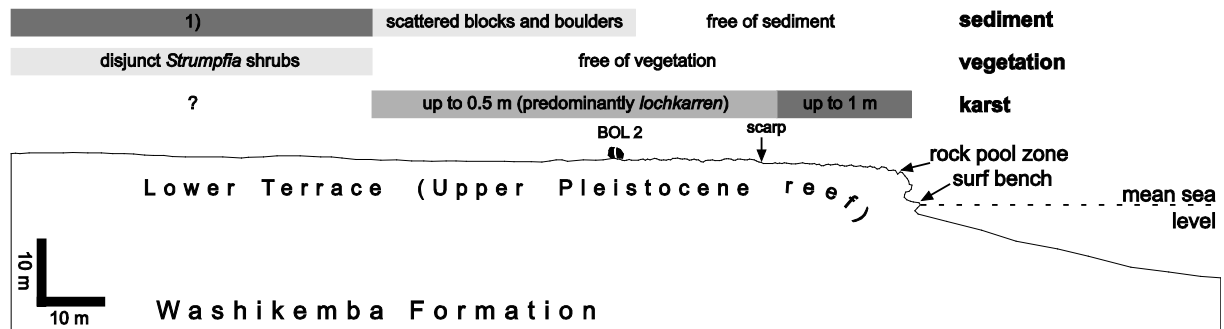 1) scattered blocks and boulders free of sediment sediment
disjunct Strumpfia shrubs free of vegetation vegetation
? up to 0.5 m (predominantly lochkarren) up to 1 m karst
BOL 2 scarp
rock pool zone
Lower Terrace (Upper Pleistocene reef)
surf bench
mean sea
level
10 m
10 m
Washikemba Formation